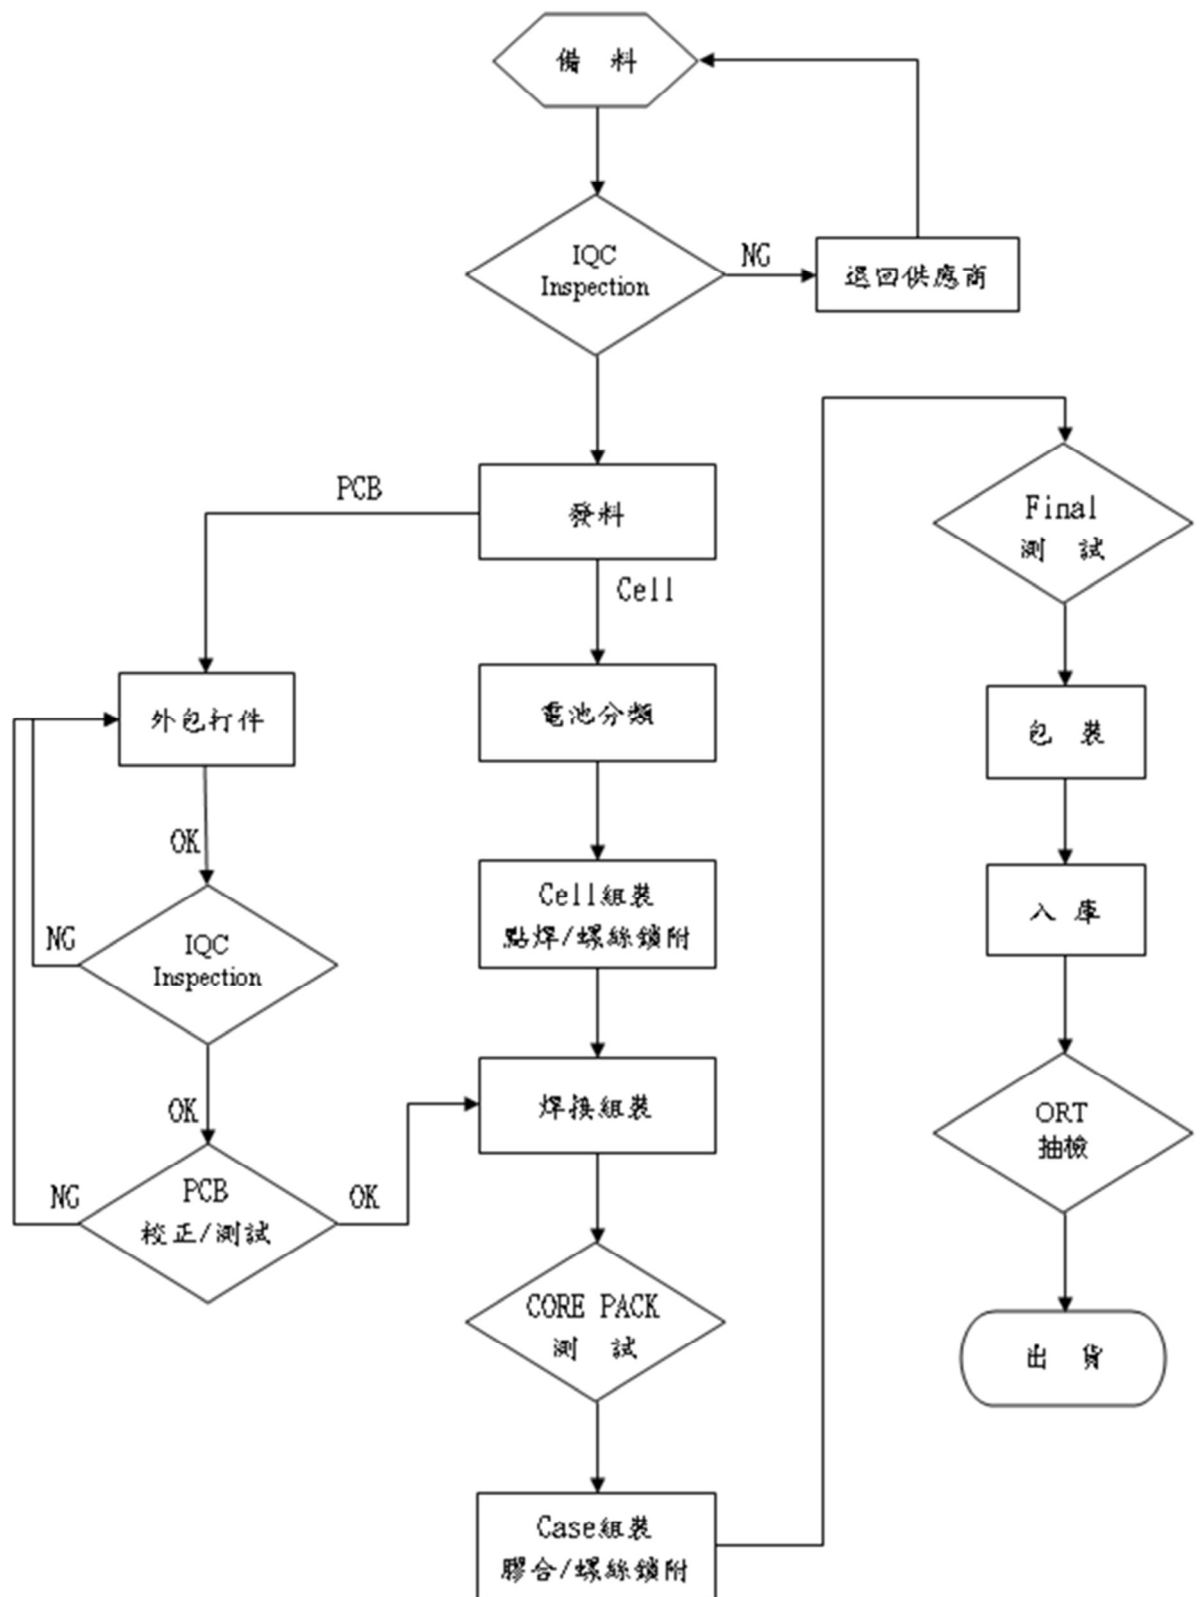 備 料
IQC
Inspection
NG
退回供應商
發料
PCB
Cell
外包打件
OK
IQC
Inspection
NG
OK
PCB
校正/測試
NG
OK
電池分類
Cell組裝
點焊/螺絲鎖附
焊接組裝
CORE PACK
測 試
Case組裝
膠合/螺絲鎖附
Final
測 試
包 裝
入 庫
ORT
抽檢
出 貨